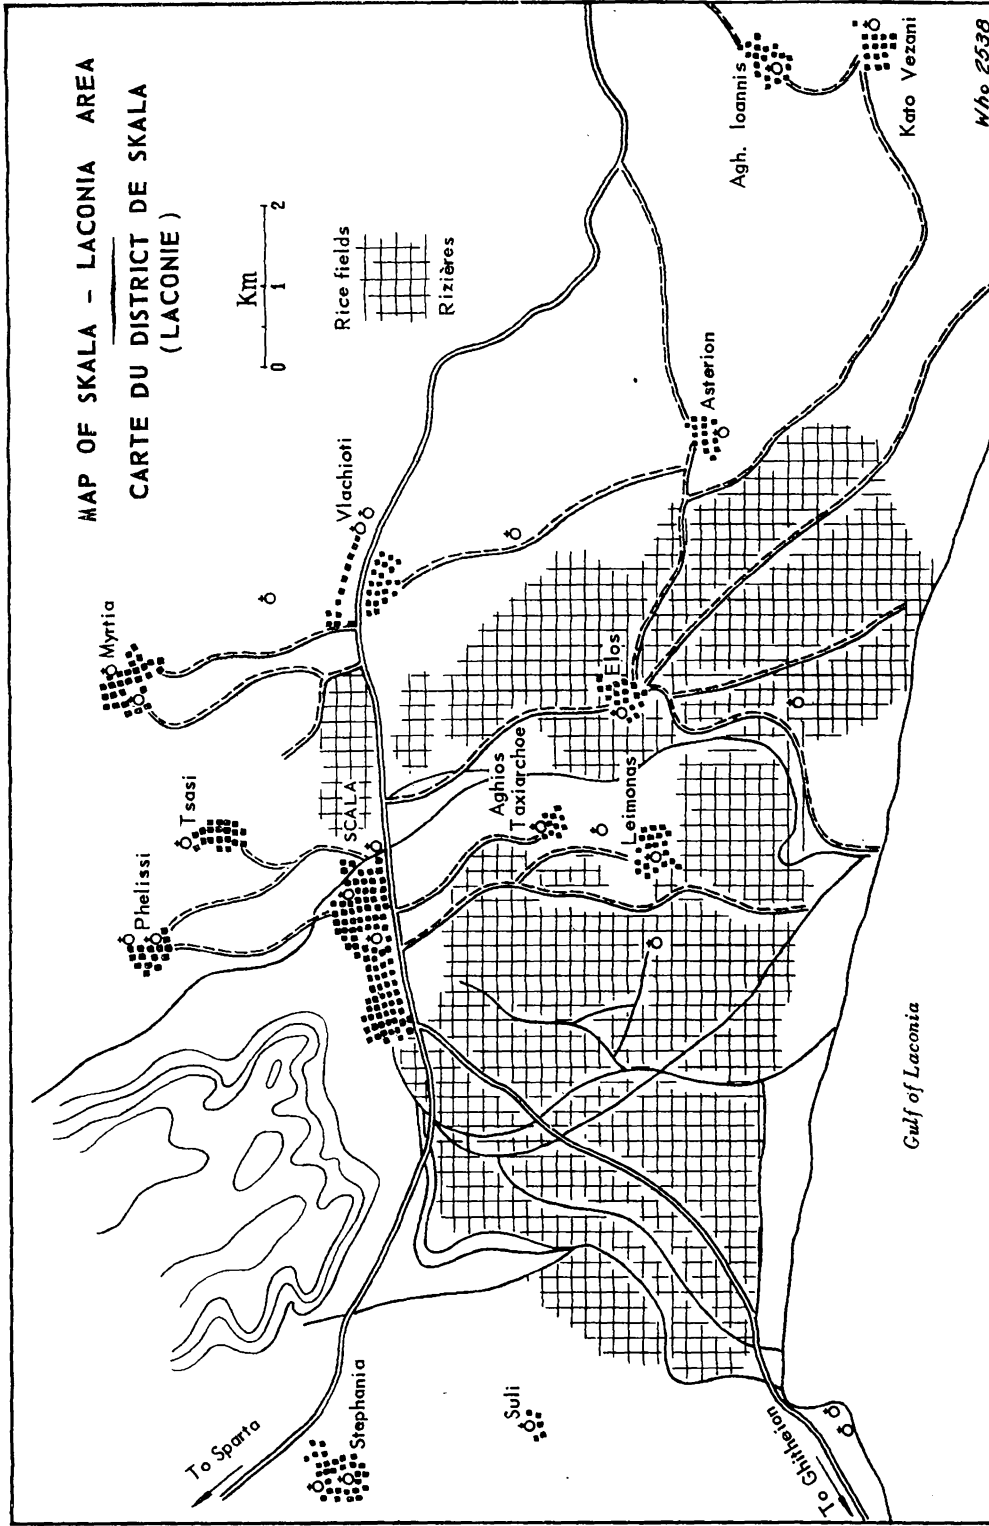 MAP OF SKALA - LACONIA AREA
CARTE DU DISTRICT DE SKALA
(LACONIE)
Km
0 1 2
Rice fields
Rizières
Myrtia
Vlachioti
Tsasi
Phelissi
SCALA
Aghios
Taxiarchoe
Leimonas
Elos
Asterion
Agh. Ioannis
Kato Vezani
To Sparta
Stephania
Suli
To Ghitheion
Gulf of Laconia
Who 2538